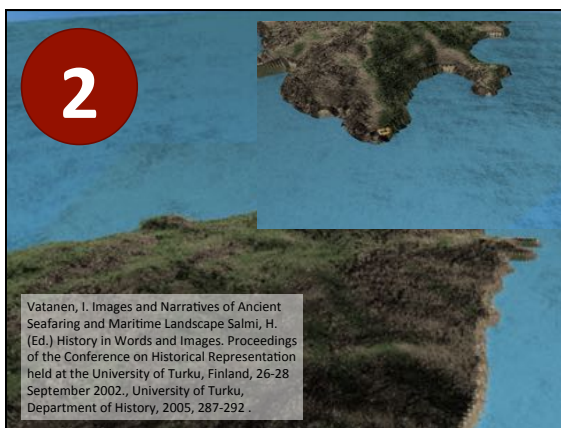 2
Vatanen, I. Images and Narratives of Ancient
Seafaring and Maritime Landscape Salmi, H.
(Ed.) History in Words and Images. Proceedings
of the Conference on Historical Representation
held at the University of Turku, Finland, 26-28
September 2002., University of Turku,
Department of History, 2005, 287-292 .